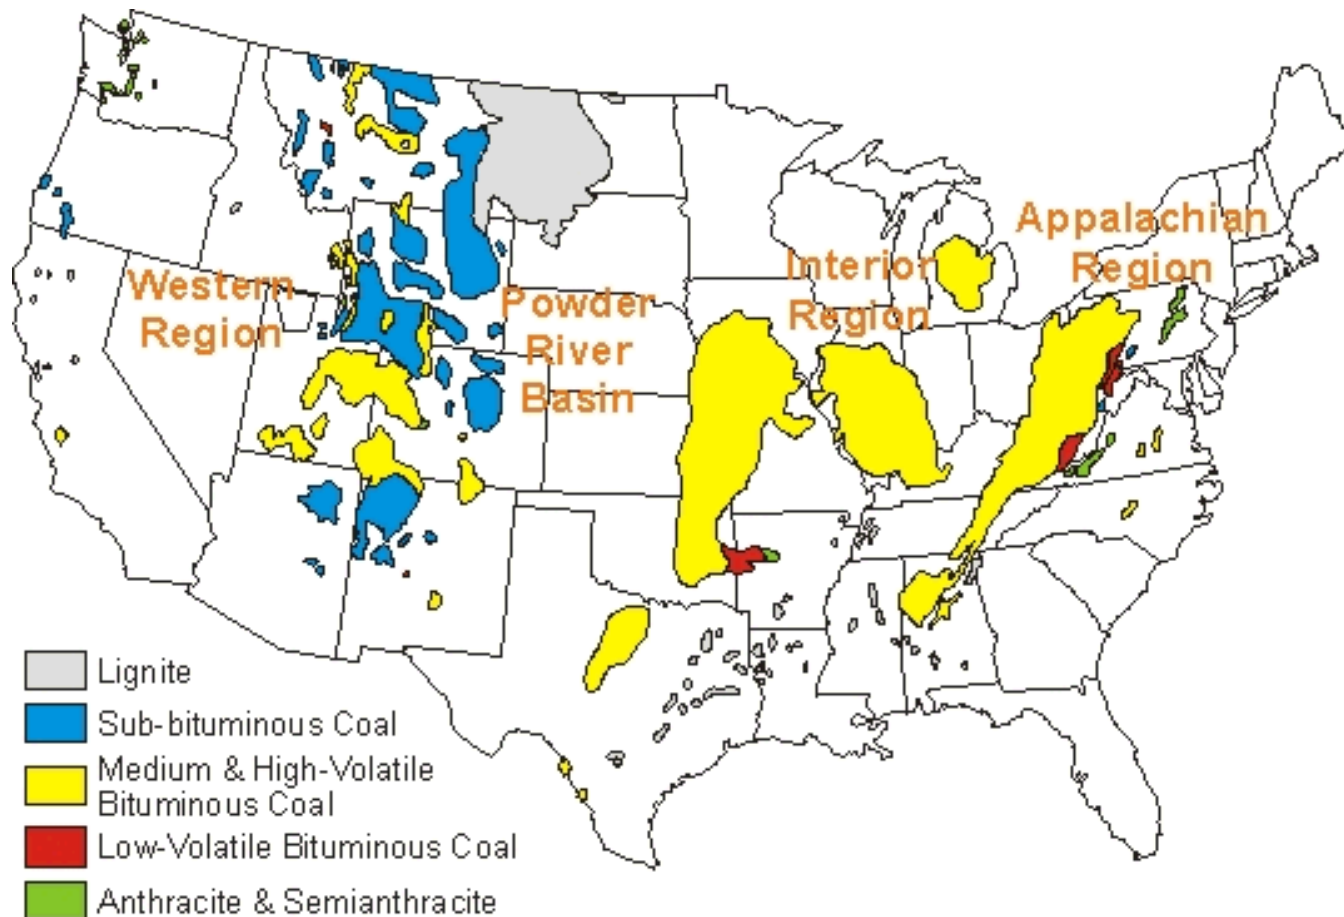 Appalachian
Region
Interior
Region
Western
Region
Powder
River
Basin
Lignite
Sub-bituminous Coal
Medium & High-Volatile
Bituminous Coal
Low-Volatile Bituminous Coal
Anthracite & Semianthracite